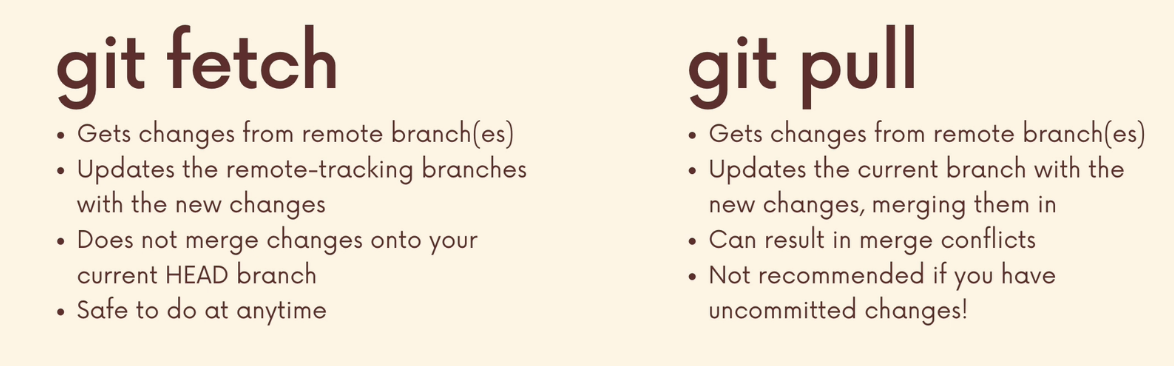 git fetch
• Gets changes from remote branch(es)
• Updates the remote-tracking branches
with the new changes
• Does not merge changes onto your
current HEAD branch
• Safe to do at anytime
git pull
• Gets changes from remote branch(es)
• Updates the current branch with the
new changes, merging them in
• Can result in merge conflicts
• Not recommended if you have
uncommitted changes!